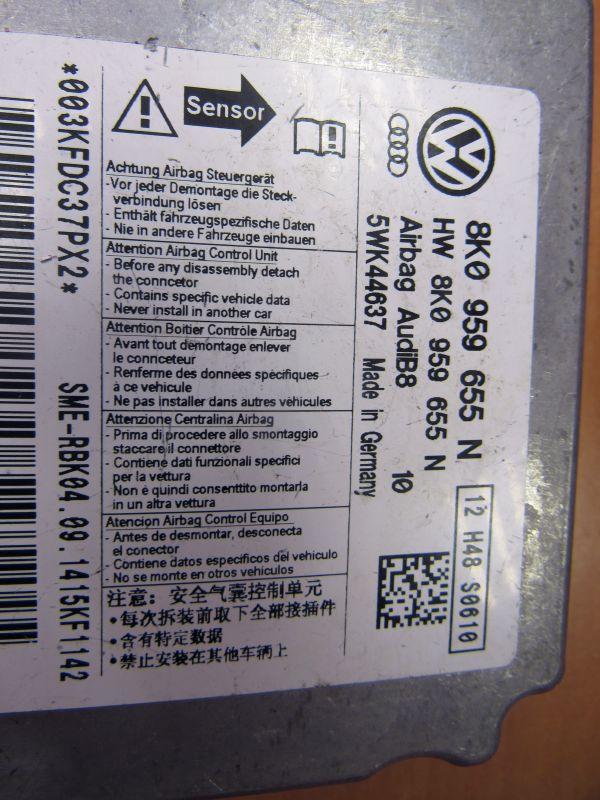 *003KFDC37PX2*
SME-RBK04.09.1415KF1142
Sensor
Achtung Airbag Steuergerät
-Vor jeder Demontage die Steck-
verbindung lösen
- Enthält fahrzeugspezifische Daten
- Nie in andere Fahrzeuge einbauen
Attention Airbag Control Unit
- Before any disassembly detach
the conncetor
- Contains specific vehicle data
- Never install in another car
Attention Boitier Contrôle Airbag
- Avant tout démontage enlever
le connceteur
- Renferme des données spécifiques
à ce véhicule
- Ne pas installer dans autres véhicules
Attenzione Centralina Airbag
- Prima di procedere allo smontaggio
staccare il connettore
- Contiene dati funzionali specifici
per la vettura
- Non è quindi consenttito montarla
in un altra vettura
Atencion Airbag Control Equipo
- Antes de desmontar, desconecta
el conector
- Contiene datos especificos del vehiculo
- No se monte en otros vehiculos
注意：安全气囊控制单元
• 每次拆装前取下全部接插件
• 含有特定数据
• 禁止安装在其他车辆上
8K0 959 655 N
HW 8K0 959 655 N
Airbag AudiB8 10
5WK44637 Made in Germany
12 H48 S0610